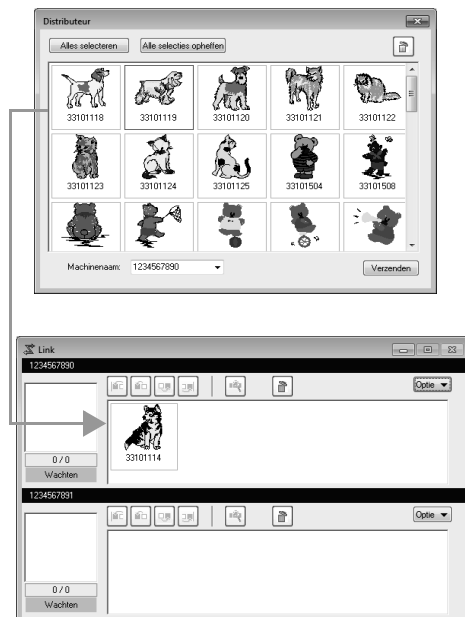 Distributeur
Alles selecteren Alle selecties opheffen
33101118 33101119 33101120 33101121 33101122
33101123 33101124 33101125 33101504 33101508
Machinenaam: 1234567890 Verzenden
Link
1234567890
Optie
33101114
0 / 0
Wachten
1234567891
Optie
0 / 0
Wachten